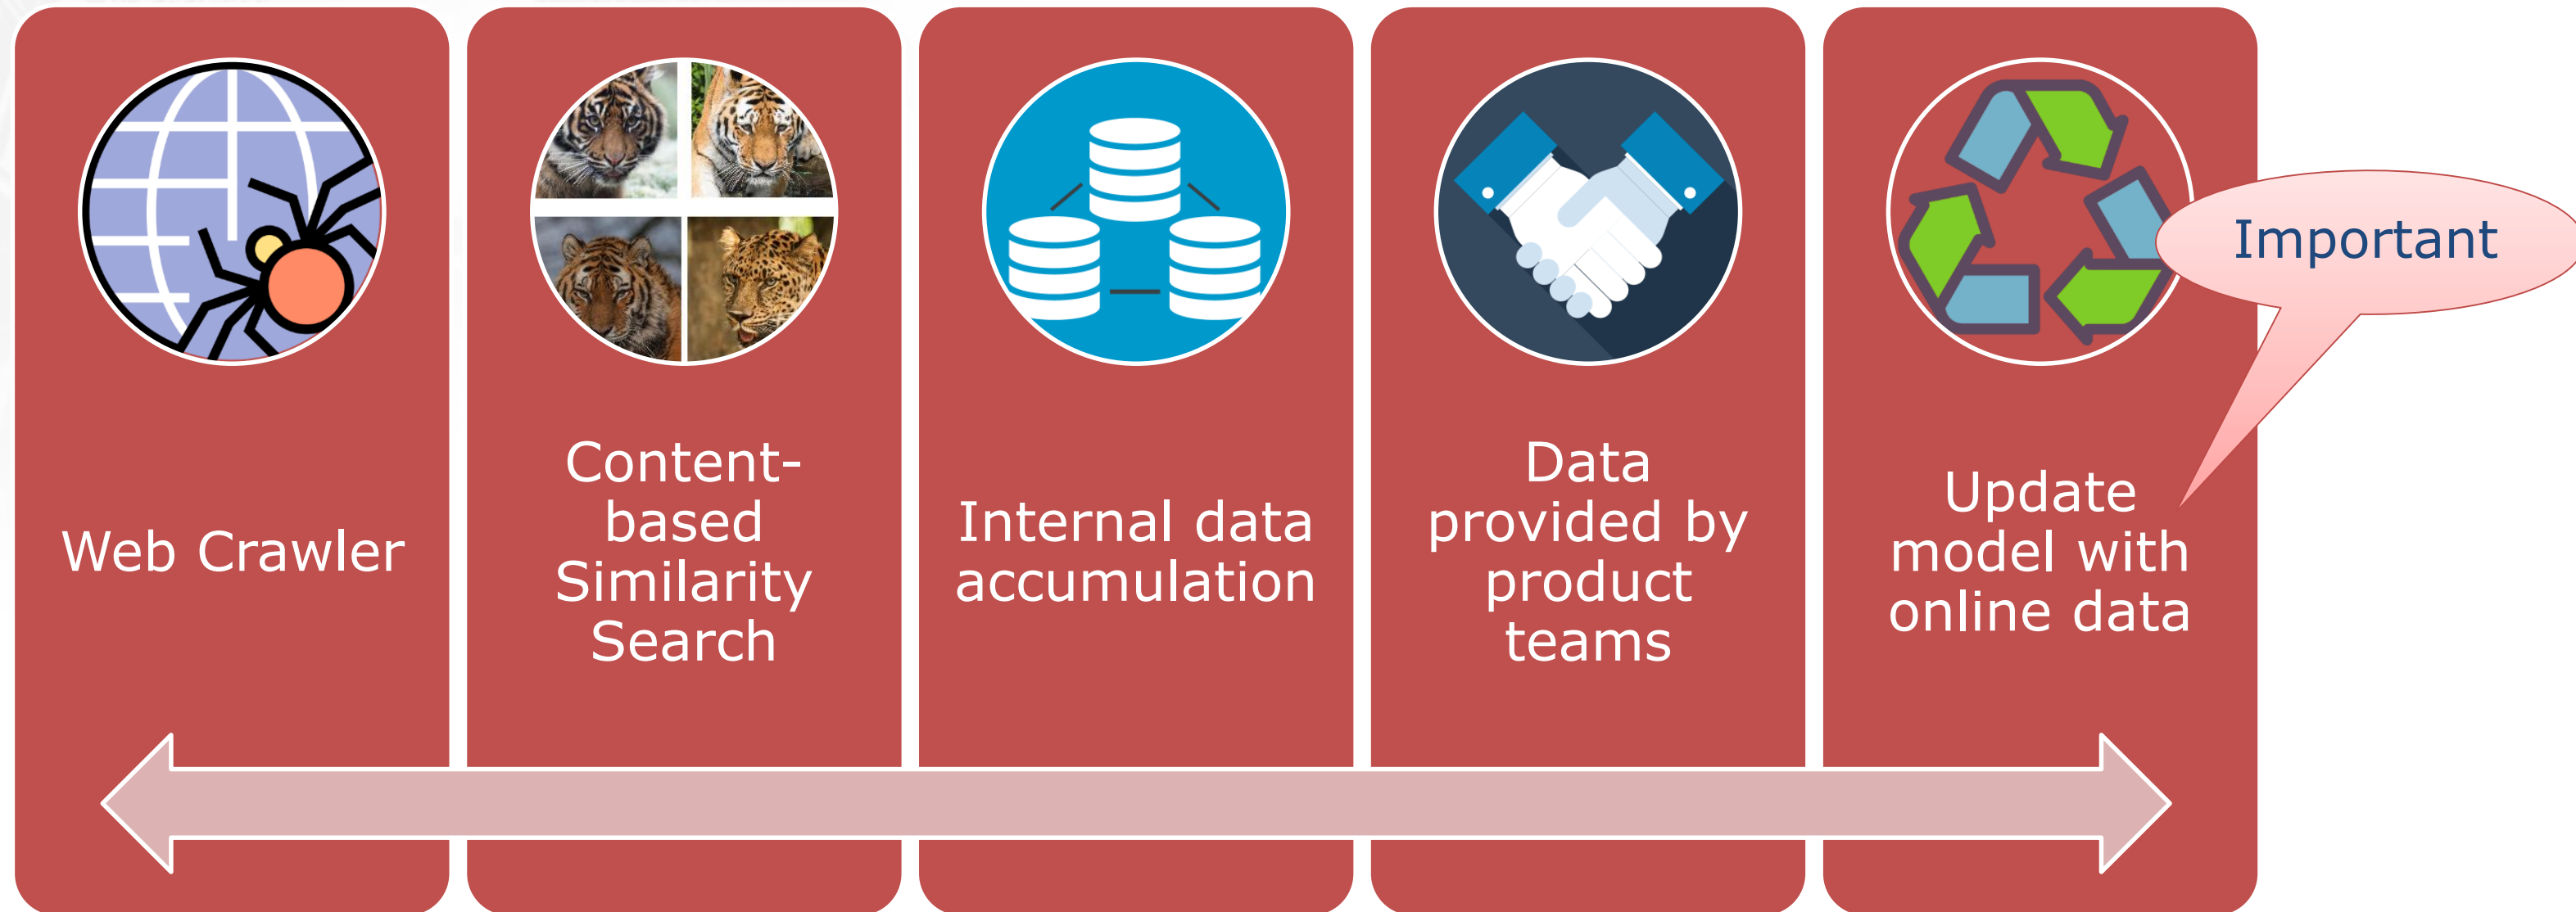 Web Crawler
Content-
based
Similarity
Search
Internal data
accumulation
Data
provided by
product
teams
Update
model with
online data
Important